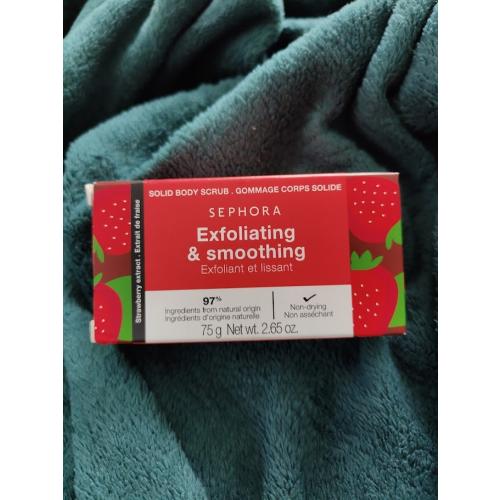 SOLID BODY SCRUB . GOMMAGE CORPS SOLIDE
SEPHORA
Exfoliating
& smoothing
Exfoliant et lissant
Strawberry extract . Extrait de fraise
97%
Ingredients from natural origin
Ingrédients d'origine naturelle
Non-drying
Non asséchant
75 g Net wt. 2.65 oz.